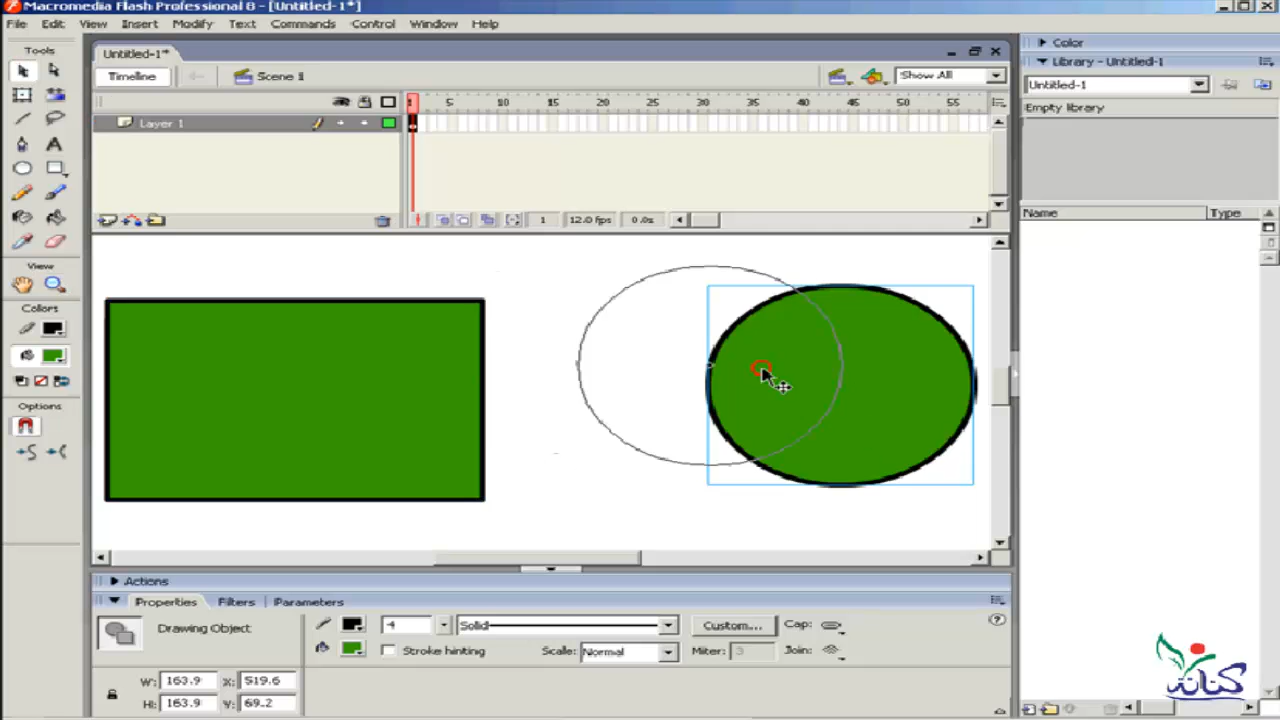 Macromedia Flash Professional 8 - [Untitled-1*]
File Edit View Insert Modify Text Commands Control Window Help
Tools
View
Colors
Options
Untitled-1*
Timeline
Scene 1
Show All
1 5 10 15 20 25 30 35 40 45 50 55
Layer 1
1 12.0 fps 0.0s
Color
Library - Untitled-1
Untitled-1
Empty library
Name Type
Actions
Properties Filters Parameters
Drawing Object
4 Solid Custom... Cap:
Stroke hinting Scale: Normal Miter: 3 Join:
W: 163.9 X: 519.6
H: 163.9 Y: 69.2
كنانة